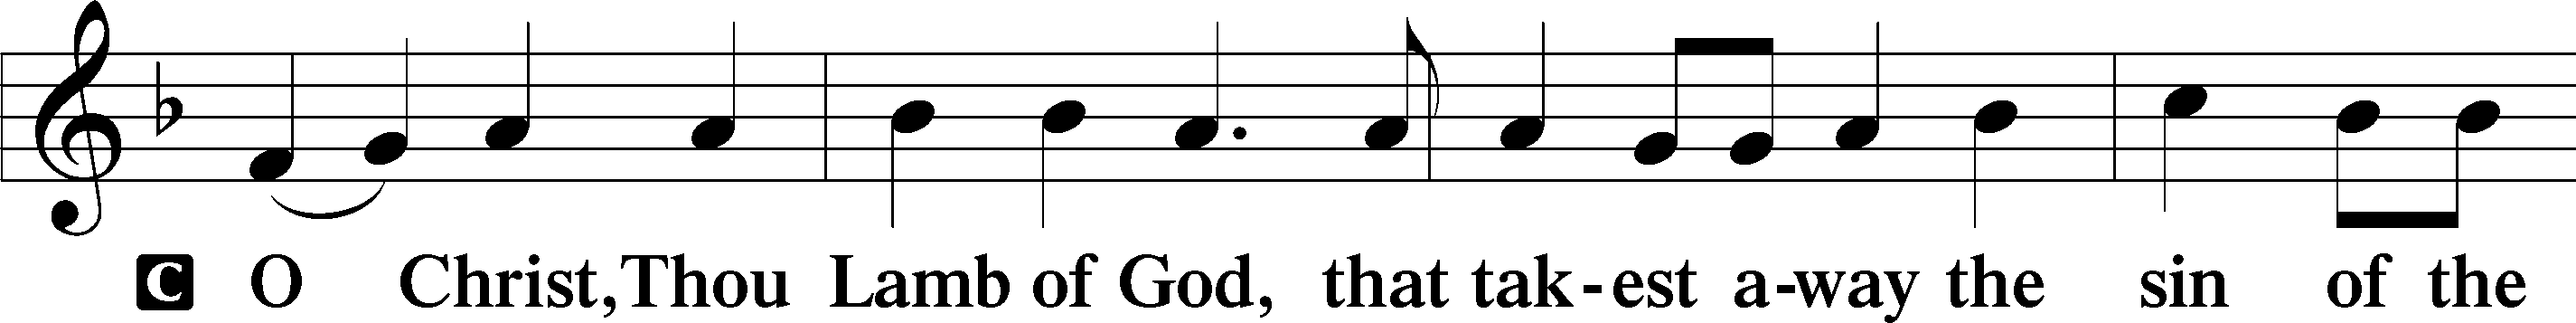 C O Christ, Thou Lamb of God, that tak-est a-way the sin of the